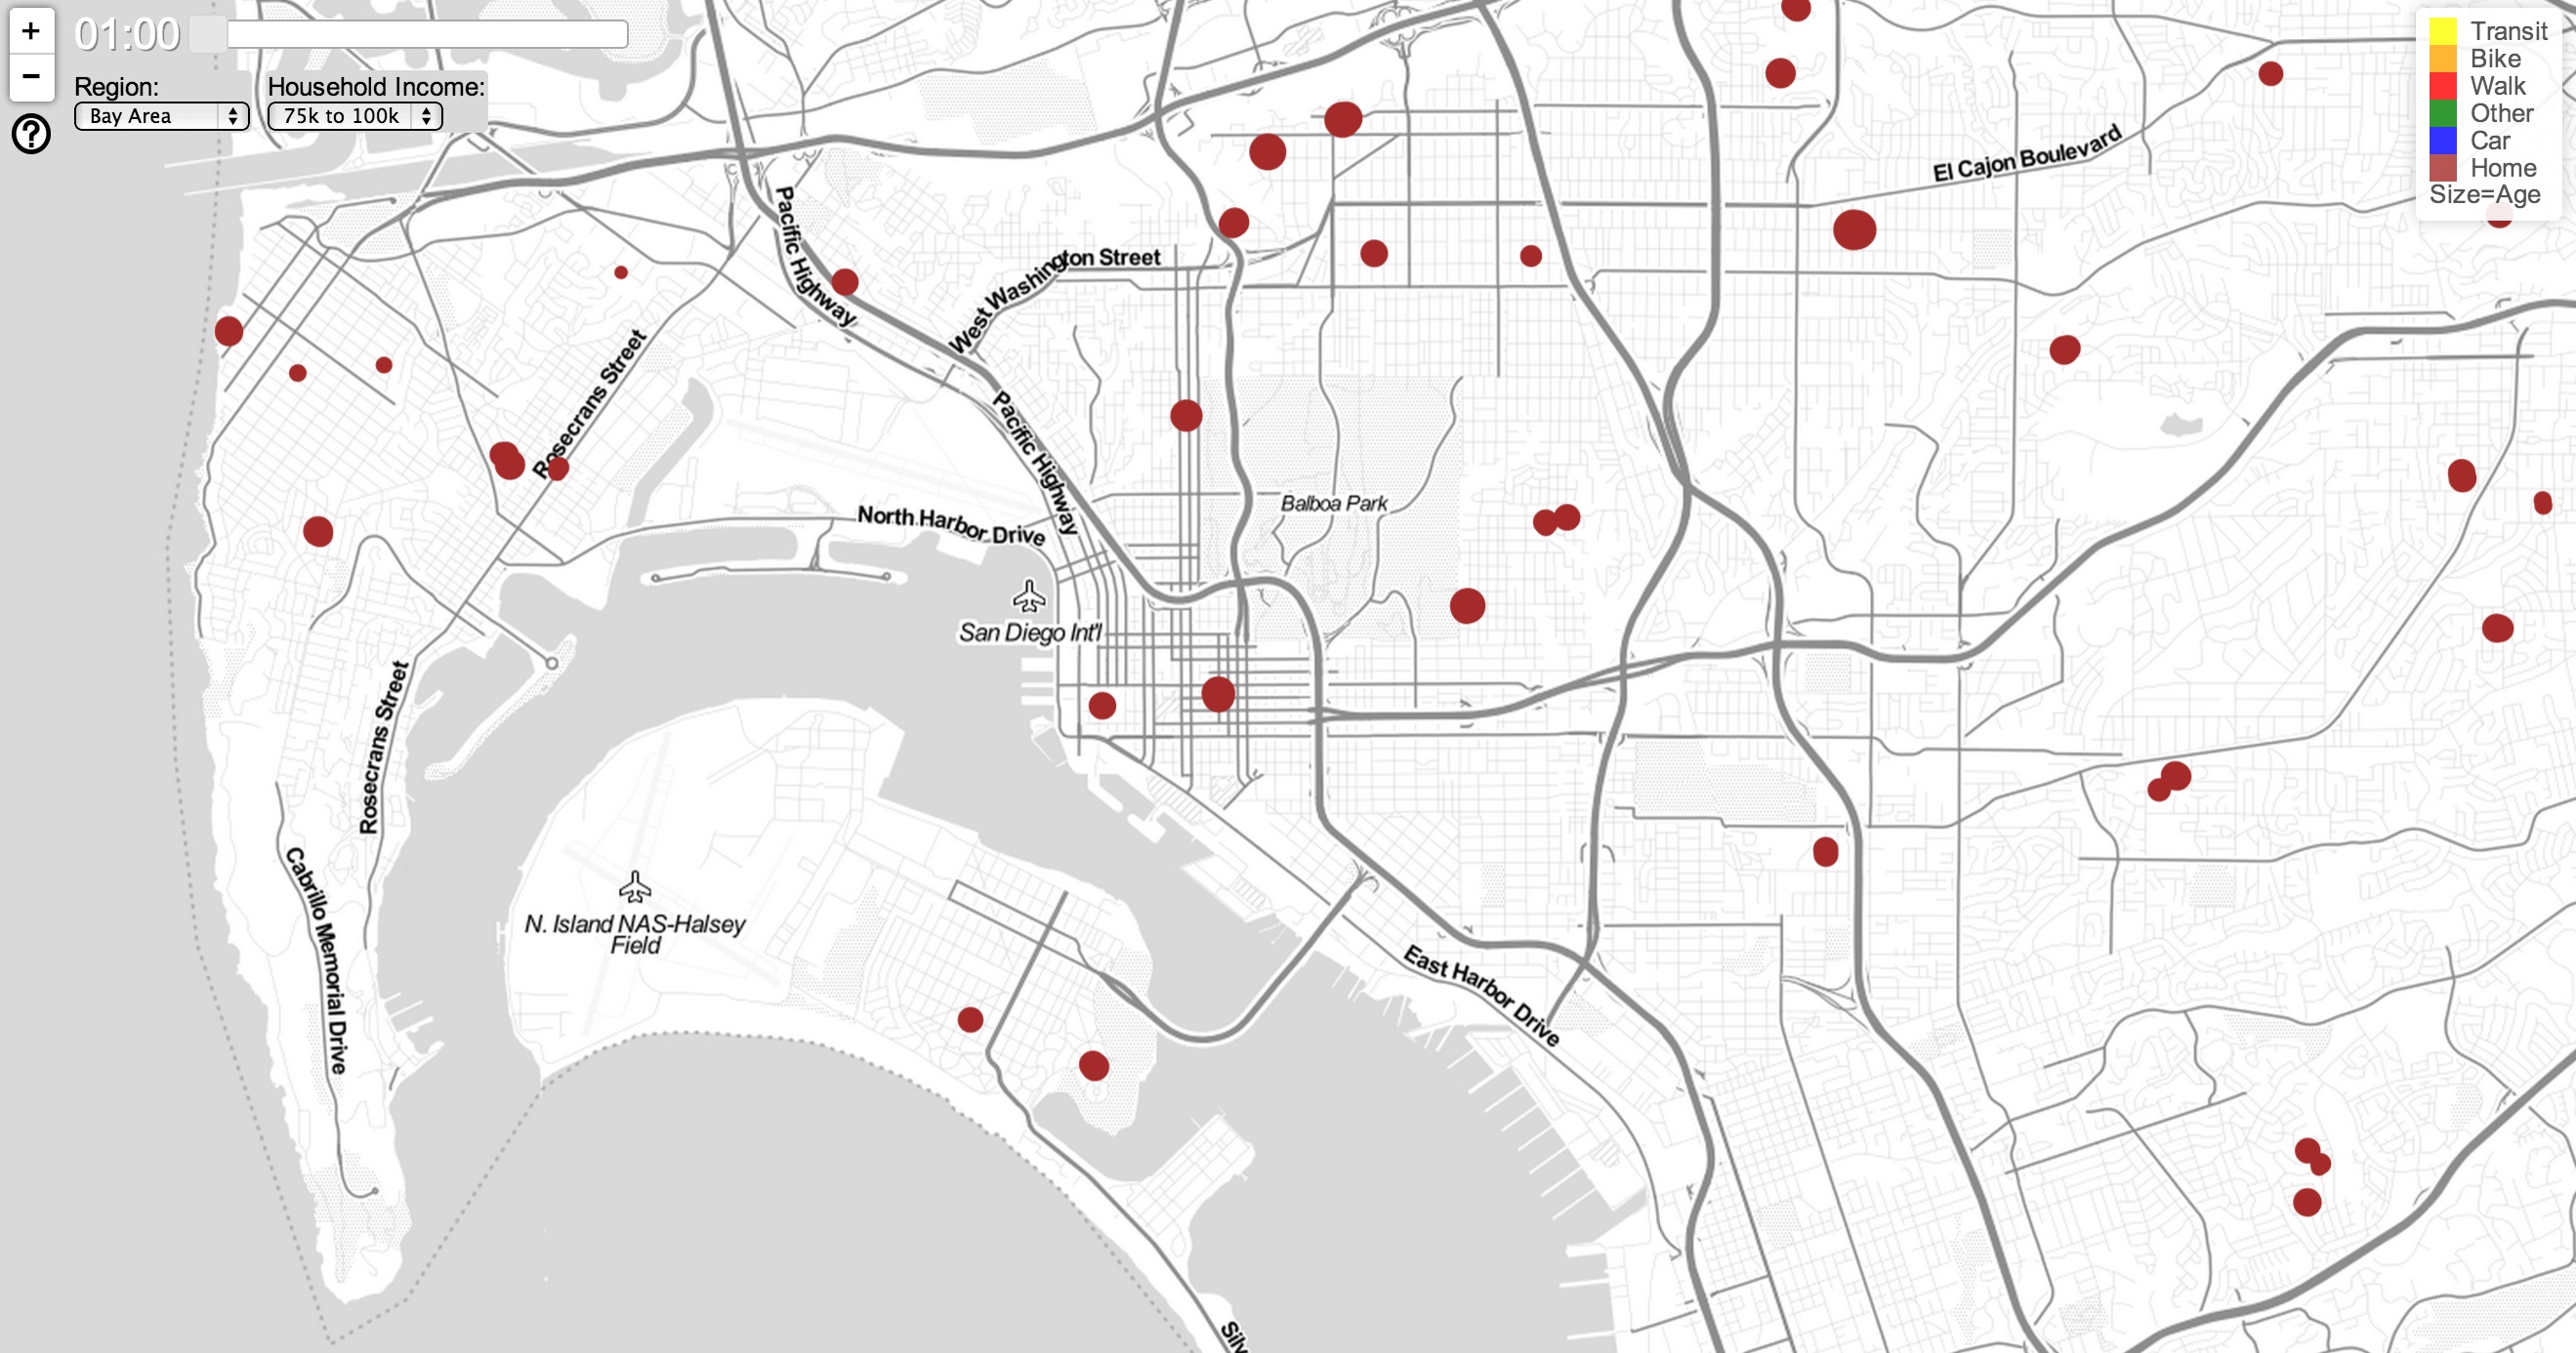 +
01:00
−
Region:
Household Income:
Bay Area
75k to 100k
?
Transit
Bike
Walk
Other
Car
Home
Size=Age
El Cajon Boulevard
Pacific Highway
West Washington Street
Rosecrans Street
Pacific Highway
Balboa Park
North Harbor Drive
San Diego Int'l
Rosecrans Street
Cabrillo Memorial Drive
N. Island NAS-Halsey
Field
East Harbor Drive